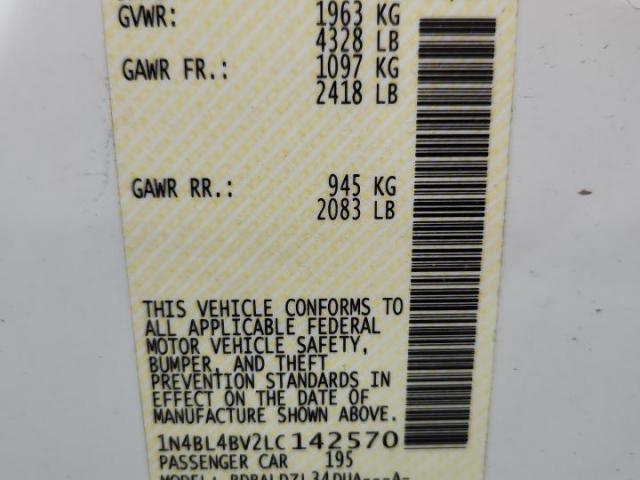 GVWR: 1963 KG
4328 LB
GAWR FR.: 1097 KG
2418 LB
GAWR RR.: 945 KG
2083 LB
THIS VEHICLE CONFORMS TO
ALL APPLICABLE FEDERAL
MOTOR VEHICLE SAFETY,
BUMPER, AND THEFT
PREVENTION STANDARDS IN
EFFECT ON THE DATE OF
MANUFACTURE SHOWN ABOVE.
1N4BL4BV2LC142570
PASSENGER CAR 195
MODEL: